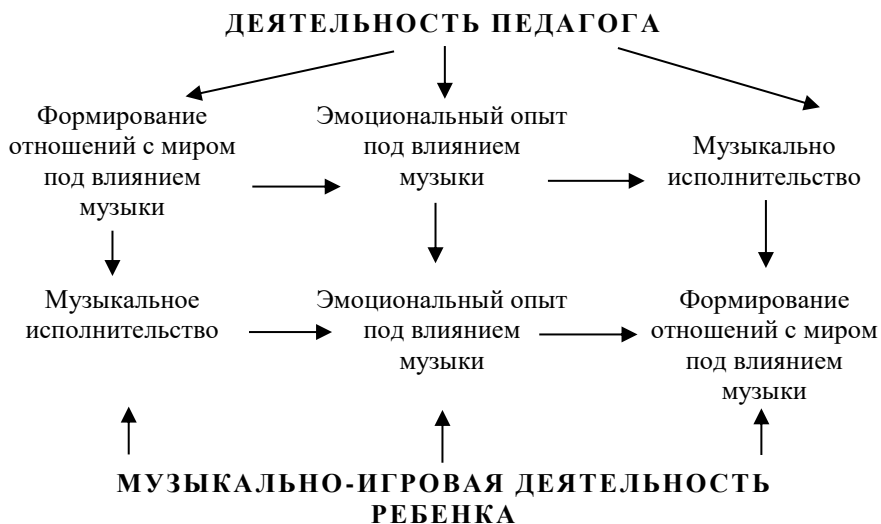 ДЕЯТЕЛЬНОСТЬ ПЕДАГОГА
Формирование
отношений с миром
под влиянием
музыки
Эмоциональный опыт
под влиянием
музыки
Музыкально
исполнительство
Музыкальное
исполнительство
Эмоциональный опыт
под влиянием
музыки
Формирование
отношений с миром
под влиянием
музыки
МУЗЫКАЛЬНО-ИГРОВАЯ ДЕЯТЕЛЬНОСТЬ
РЕБЕНКА